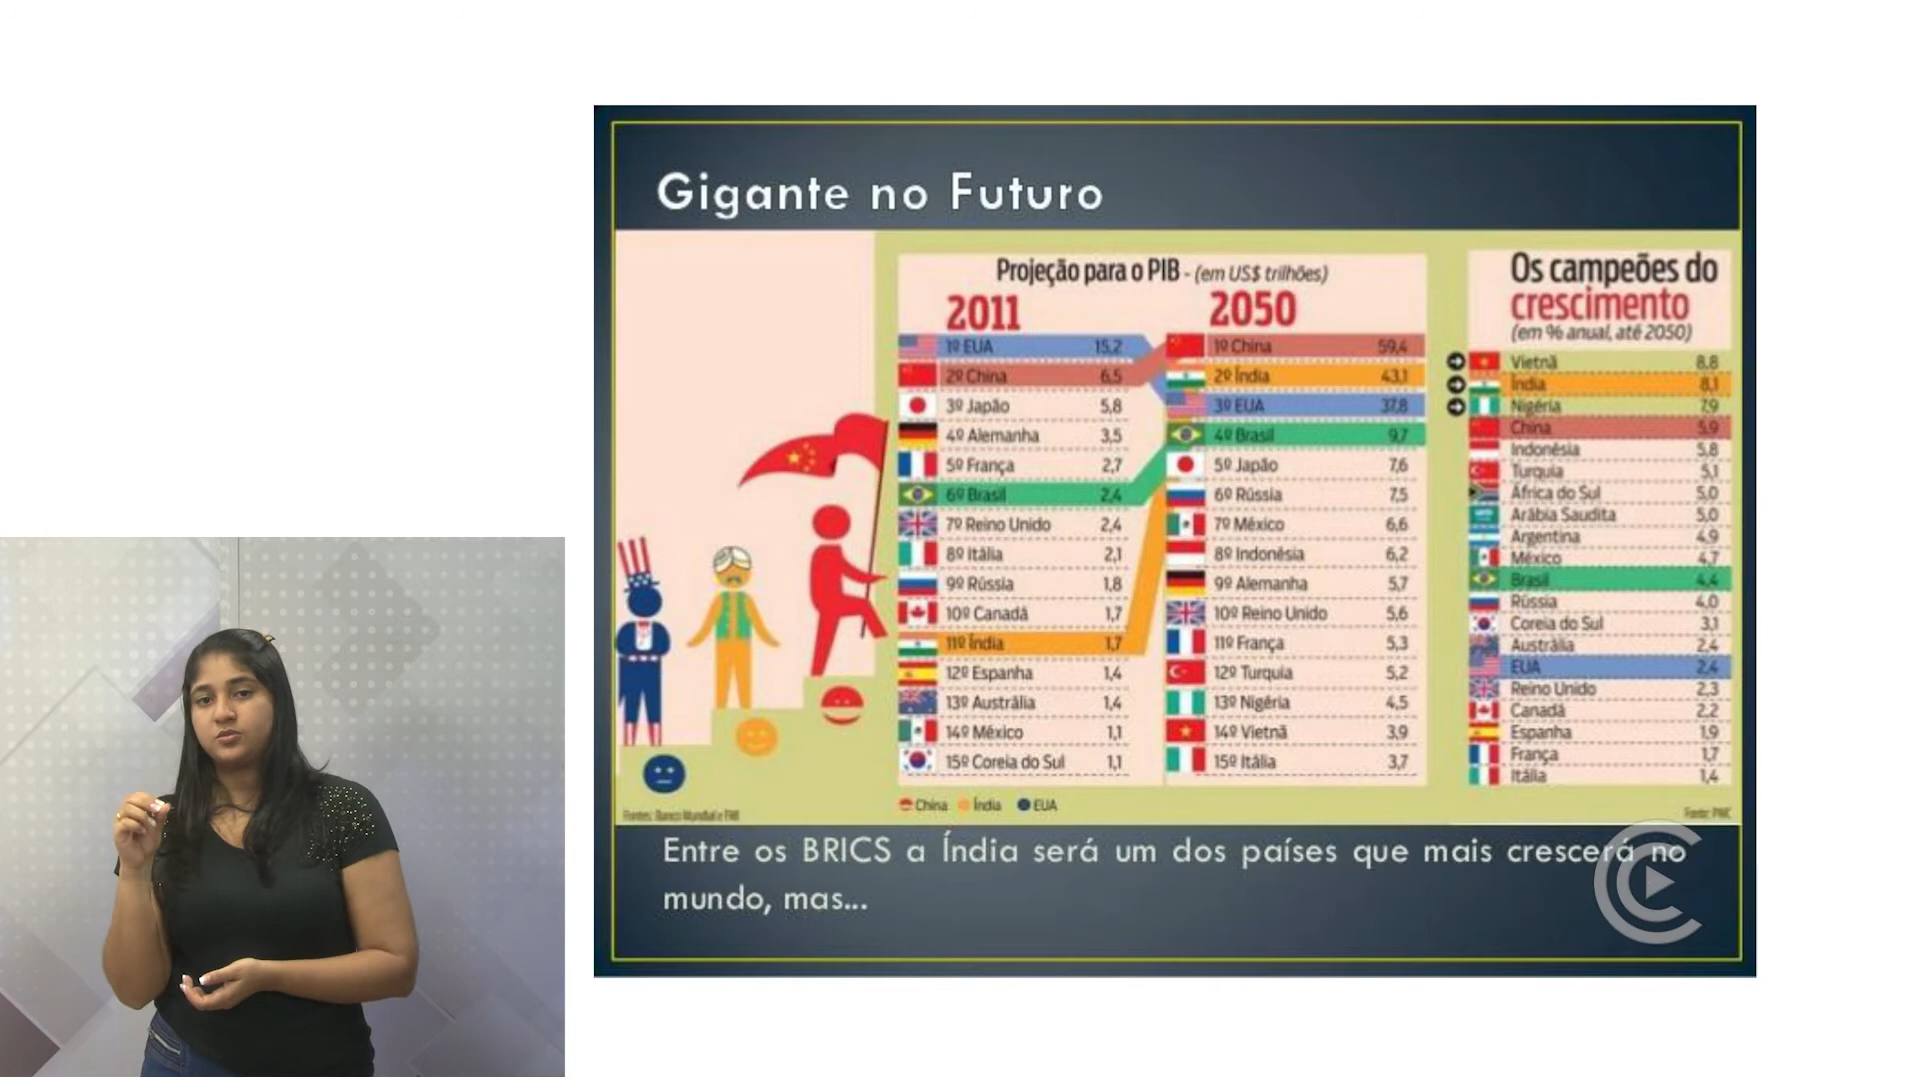 Gigante no Futuro
Projeção para o PIB - (em US$ trilhões)
2011
1º EUA 15,2
2º China 6,5
3º Japão 5,8
4º Alemanha 3,5
5º França 2,7
6º Brasil 2,4
7º Reino Unido 2,4
8º Itália 2,1
9º Rússia 1,8
10º Canadá 1,7
11º Índia 1,7
12º Espanha 1,4
13º Austrália 1,4
14º México 1,1
15º Coreia do Sul 1,1
2050
1º China 59,4
2º Índia 43,1
3º EUA 37,8
4º Brasil 9,7
5º Japão 7,6
6º Rússia 7,5
7º México 6,6
8º Indonésia 6,2
9º Alemanha 5,7
10º Reino Unido 5,6
11º França 5,3
12º Turquia 5,2
13º Nigéria 4,5
14º Vietnã 3,9
15º Itália 3,7
China Índia EUA
Fontes: Banco Mundial e FMI
Os campeões do
crescimento
(em % anual, até 2050)
Vietnã 8,8
Índia 8,1
Nigéria 7,9
China 5,9
Indonésia 5,8
Turquia 5,1
África do Sul 5,0
Arábia Saudita 5,0
Argentina 4,9
México 4,7
Brasil 4,4
Rússia 4,0
Coreia do Sul 3,1
Austrália 2,4
EUA 2,4
Reino Unido 2,3
Canadá 2,2
Espanha 1,9
França 1,7
Itália 1,4
Fonte: PWC
Entre os BRICS a Índia será um dos países que mais crescerá no
mundo, mas...